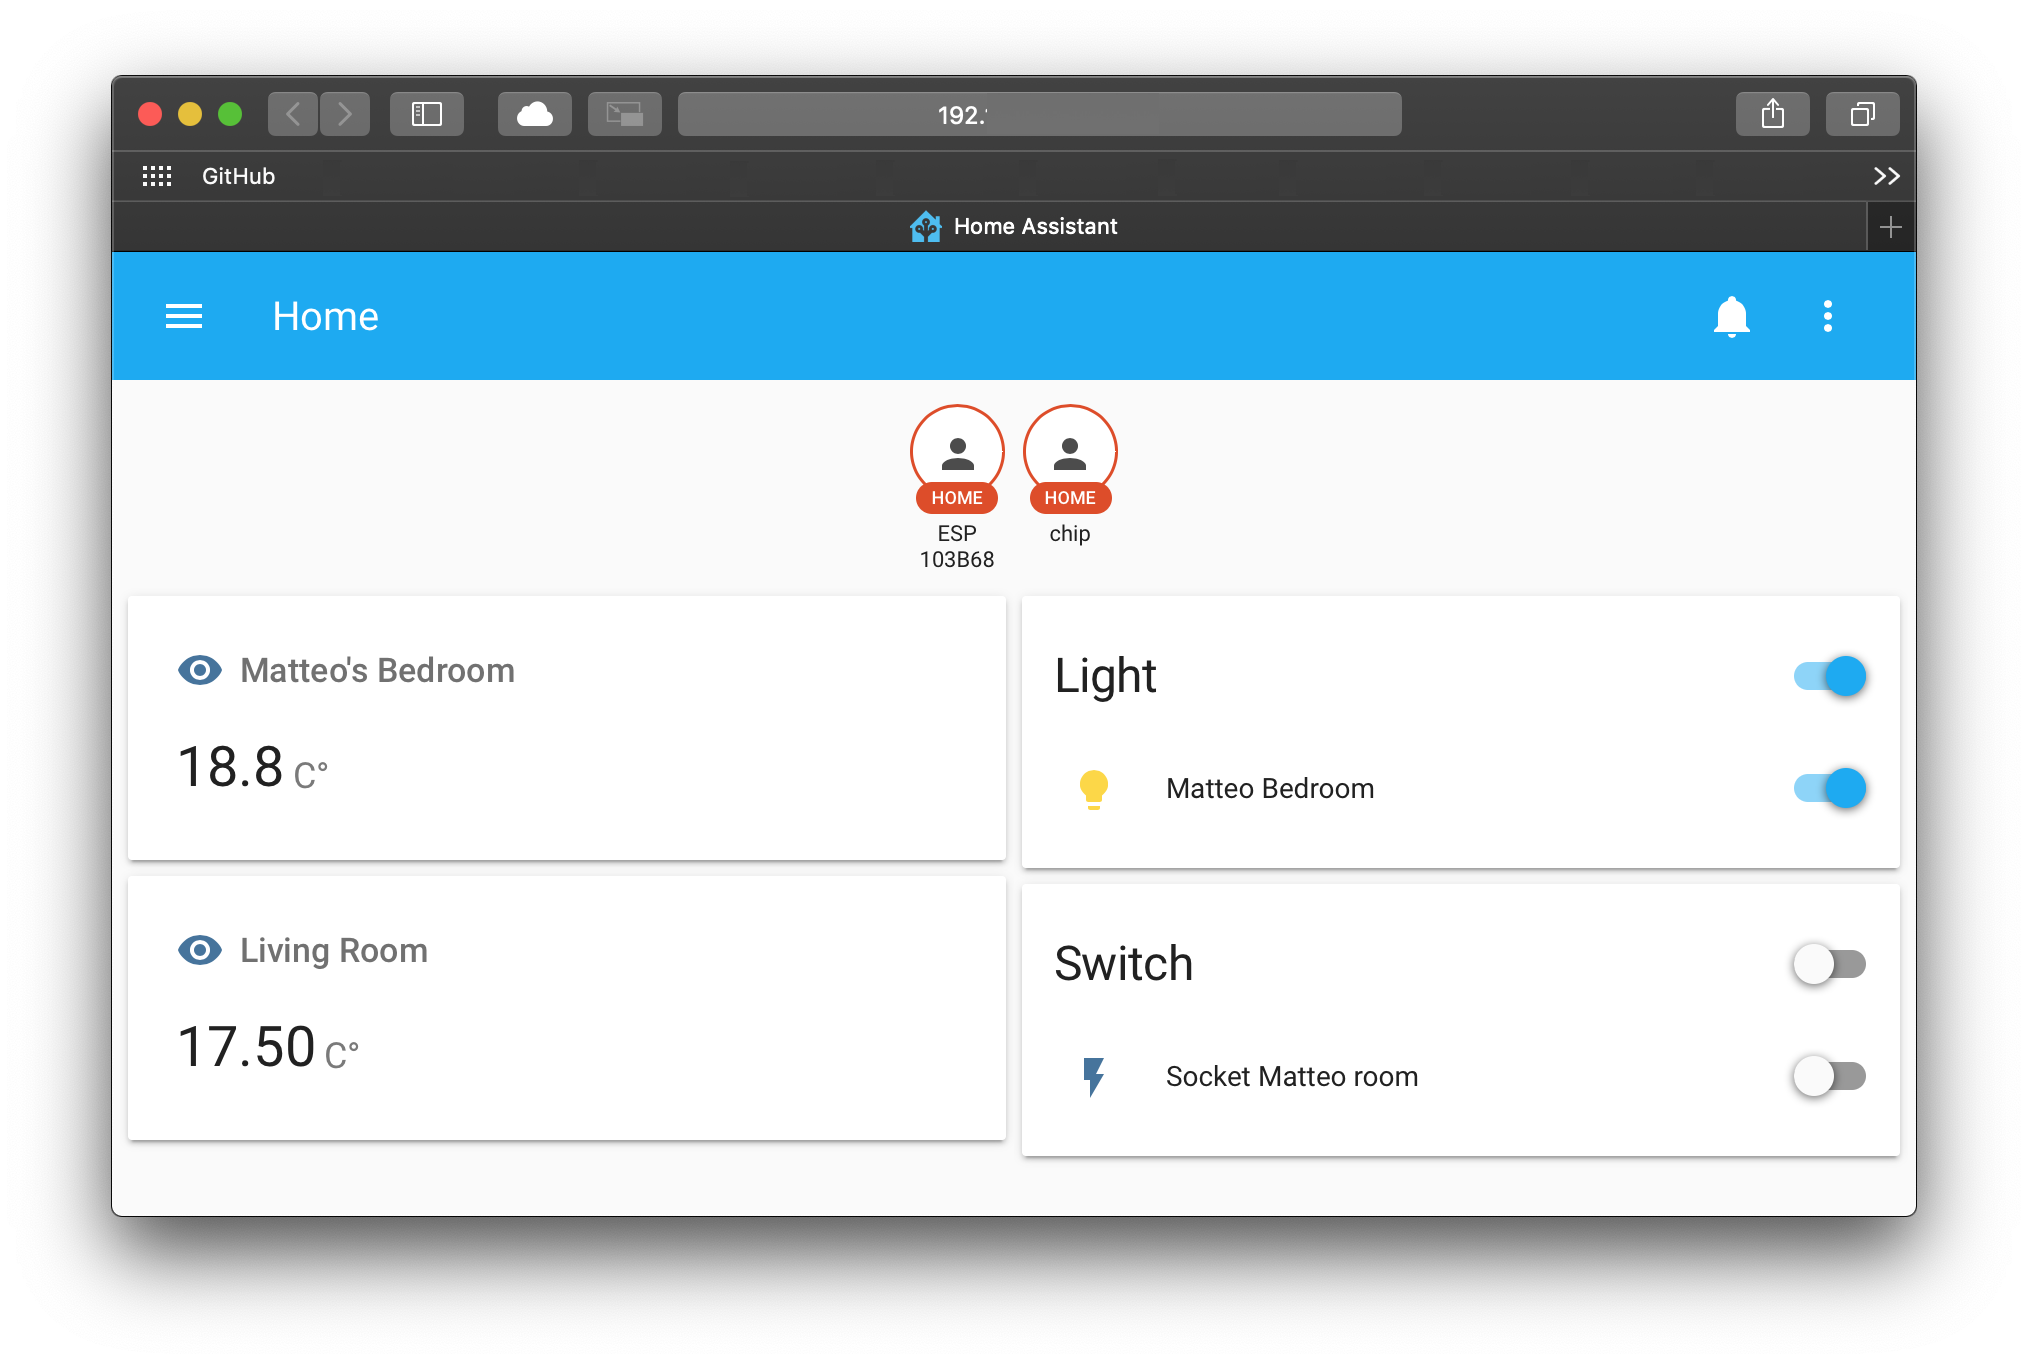 192.
GitHub
Home Assistant
Home
HOME
HOME
ESP
103B68
chip
Matteo's Bedroom
18.8 C°
Living Room
17.50 C°
Light
Matteo Bedroom
Switch
Socket Matteo room